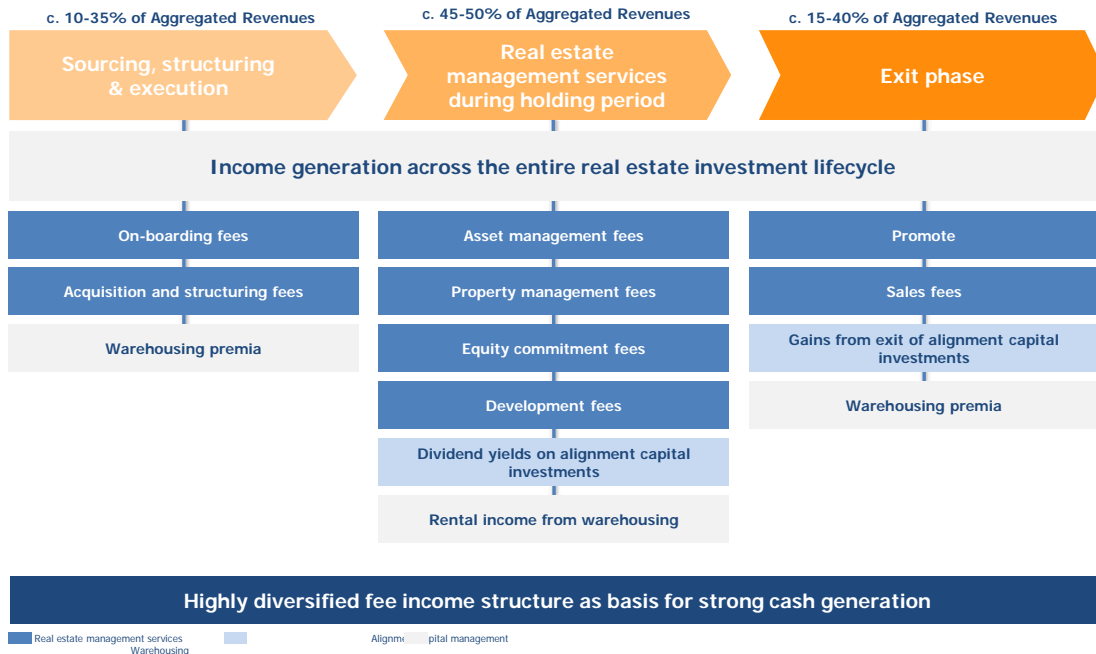 c. 10-35% of Aggregated Revenues
c. 45-50% of Aggregated Revenues
c. 15-40% of Aggregated Revenues
Sourcing, structuring
& execution
Real estate
management services
during holding period
Exit phase
Income generation across the entire real estate investment lifecycle
On-boarding fees
Acquisition and structuring fees
Warehousing premia
Asset management fees
Property management fees
Equity commitment fees
Development fees
Dividend yields on alignment capital
investments
Rental income from warehousing
Promote
Sales fees
Gains from exit of alignment capital
investments
Warehousing premia
Highly diversified fee income structure as basis for strong cash generation
Real estate management services
management
Warehousing